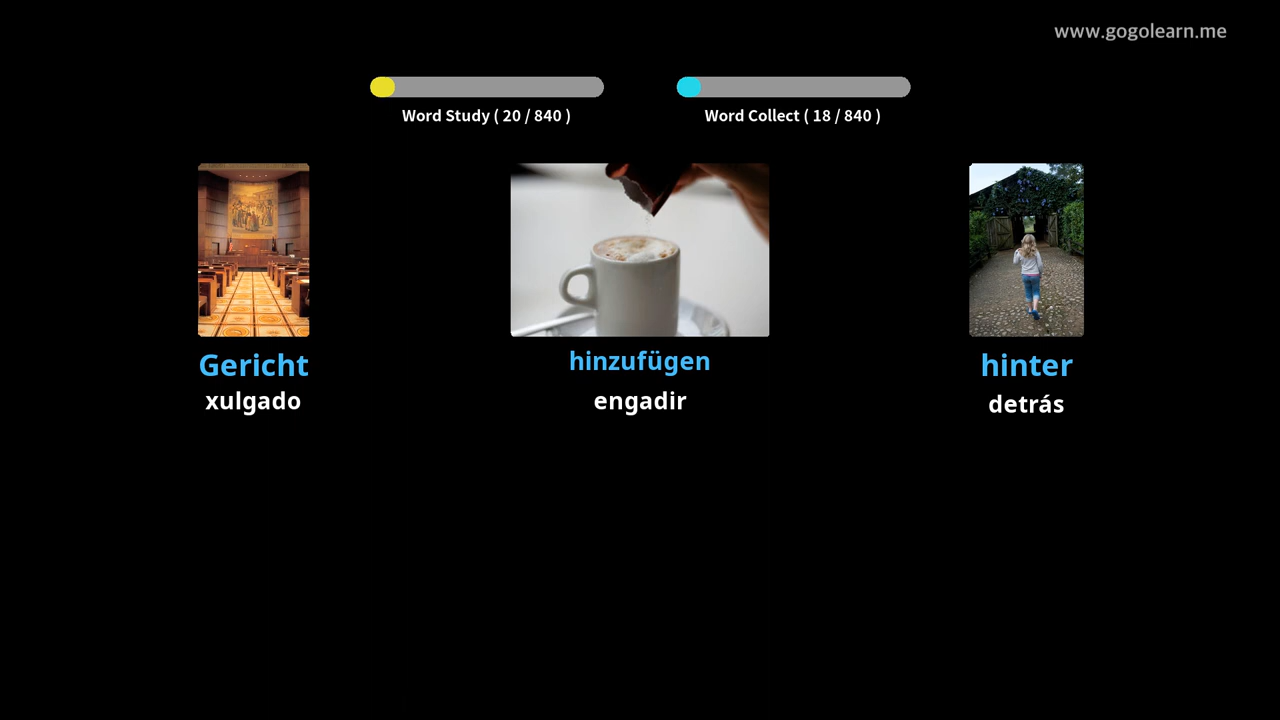 www.gogolearn.me
Word Study ( 20 / 840 )
Word Collect ( 18 / 840 )
Gericht
xulgado
hinzufügen
engadir
hinter
detrás